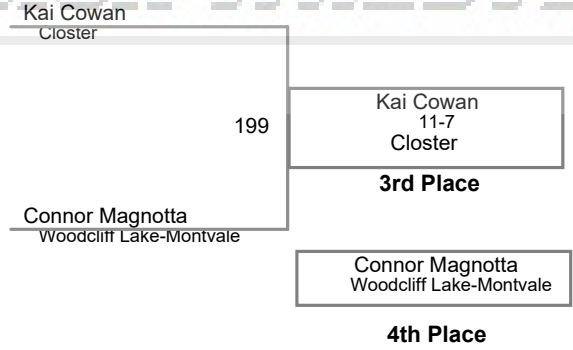 Kai Cowan
Closter
199
Kai Cowan
11-7
Closter
3rd Place
Connor Magnotta
Woodcliff Lake-Montvale
Connor Magnotta
Woodcliff Lake-Montvale
4th Place